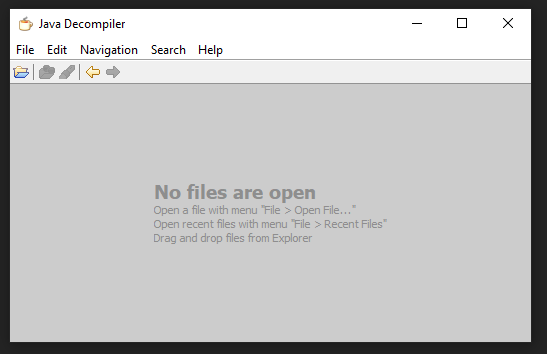 Java Decompiler
File Edit Navigation Search Help
No files are open
Open a file with menu "File > Open File..."
Open recent files with menu "File > Recent Files"
Drag and drop files from Explorer